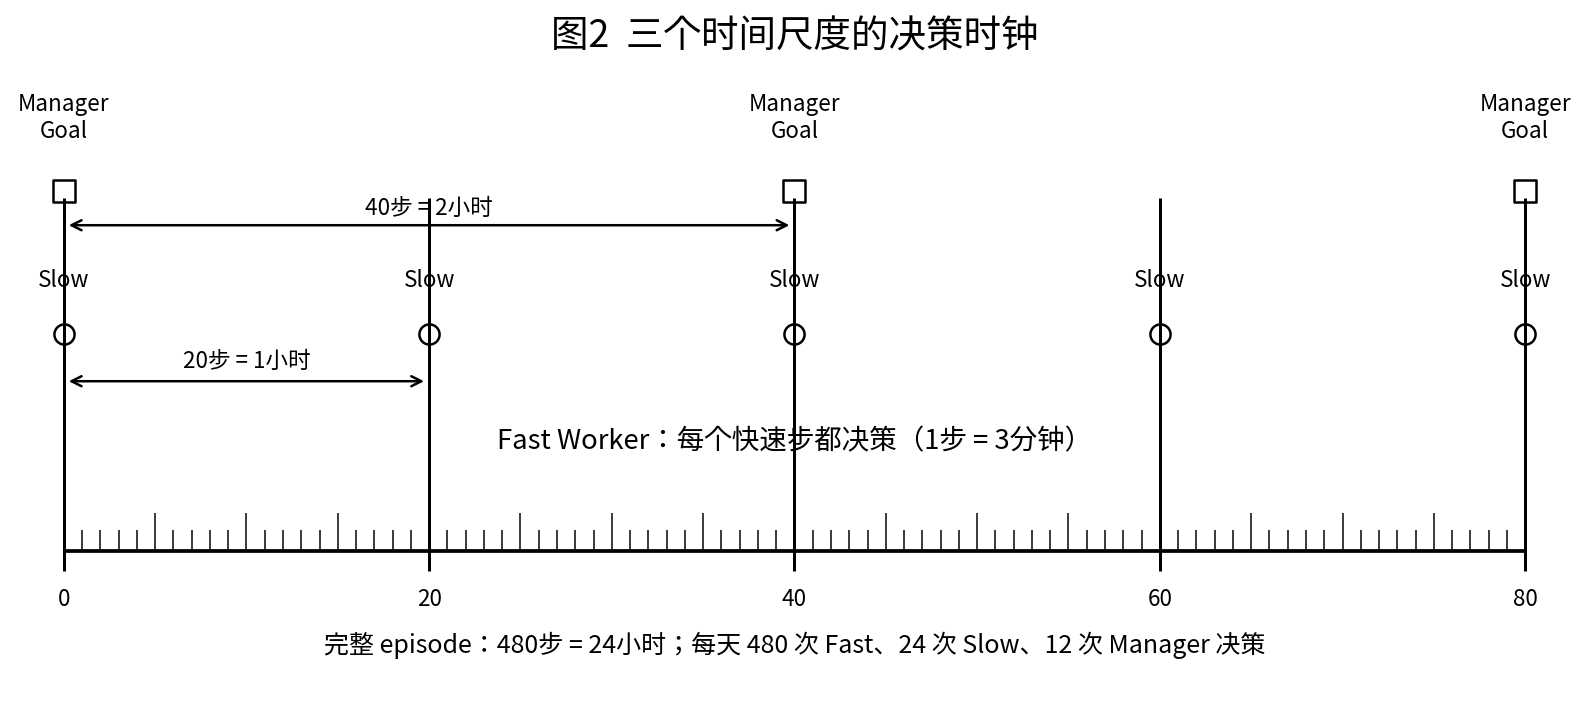 图2 三个时间尺度的决策时钟
Manager
Goal
Manager
Goal
Manager
Goal
40步 = 2小时
Slow
Slow
Slow
Slow
Slow
20步 = 1小时
Fast Worker：每个快速步都决策（1步 = 3分钟）
0
20
40
60
80
完整 episode：480步 = 24小时；每天 480 次 Fast、24 次 Slow、12 次 Manager 决策